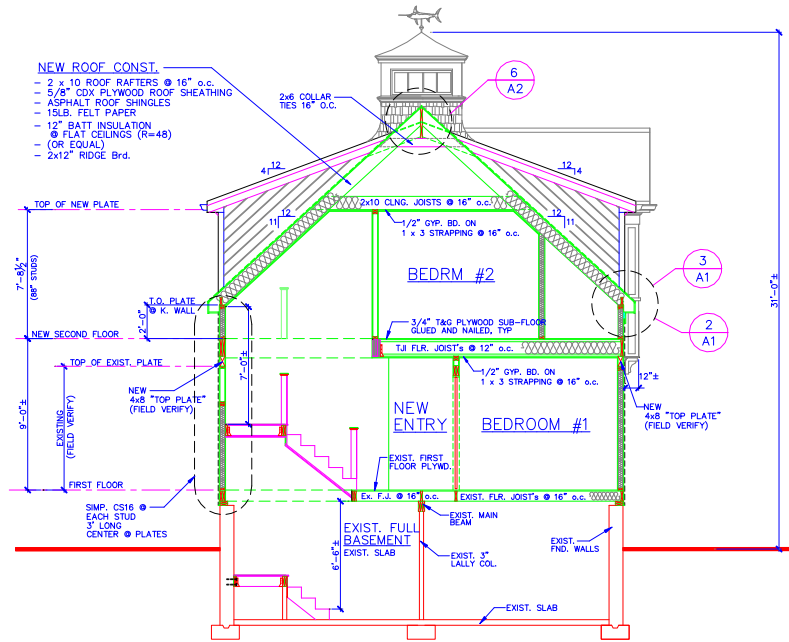 NEW ROOF CONST.
- 2 x 10 ROOF RAFTERS @ 16" o.c.
- 5/8" CDX PLYWOOD ROOF SHEATHING
- ASPHALT ROOF SHINGLES
- 15LB. FELT PAPER
- 12" BATT INSULATION
@ FLAT CEILINGS (R=48)
- (OR EQUAL)
- 2x12" RIDGE Brd.
2x6 COLLAR
TIES 16" O.C.
6
A2
12
4
12
4
12
11
12
11
2x10 CLNG. JOISTS @ 16" o.c.
1/2" GYP. BD. ON
1 x 3 STRAPPING @ 16" o.c.
TOP OF NEW PLATE
7'-8½"
(88" STUDS)
BEDRM #2
3
A1
2
A1
31'-0"±
T.O. PLATE
@ K. WALL
2'-0"
NEW SECOND FLOOR
3/4" T&G PLYWOOD SUB-FLOOR
GLUED AND NAILED, TYP
TJI FLR. JOIST's @ 12" o.c.
TOP OF EXIST. PLATE
7'-0"±
1/2" GYP. BD. ON
1 x 3 STRAPPING @ 16" o.c.
12"±
NEW
4x8 "TOP PLATE"
(FIELD VERIFY)
NEW
4x8 "TOP PLATE"
(FIELD VERIFY)
9'-0"±
EXISTING
(FIELD VERIFY)
NEW
ENTRY
BEDROOM #1
EXIST. FIRST
FLOOR PLYWD.
FIRST FLOOR
Ex. F.J. @ 16" o.c.
EXIST. FLR. JOIST's @ 16" o.c.
SIMP. CS16 @
EACH STUD
3' LONG
CENTER @ PLATES
EXIST. MAIN
BEAM
EXIST. FULL
BASEMENT
EXIST. SLAB
6'-6"±
EXIST. 3"
LALLY COL.
EXIST.
FND. WALLS
EXIST. SLAB